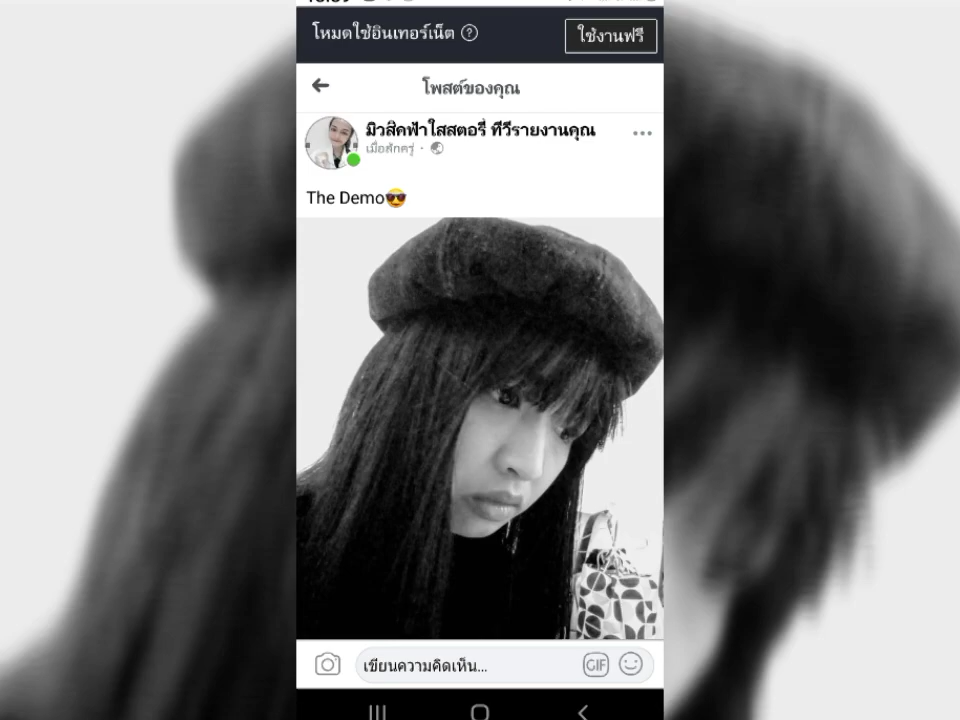 โหมดใช้อินเทอร์เน็ต ?
ใช้งานฟรี
โพสต์ของคุณ
มิวสิคฟ้าใสสตอรี่ ทีวีรายงานคุณ
เมื่อสักครู่ ·
The Demo😎
เขียนความคิดเห็น...
GIF